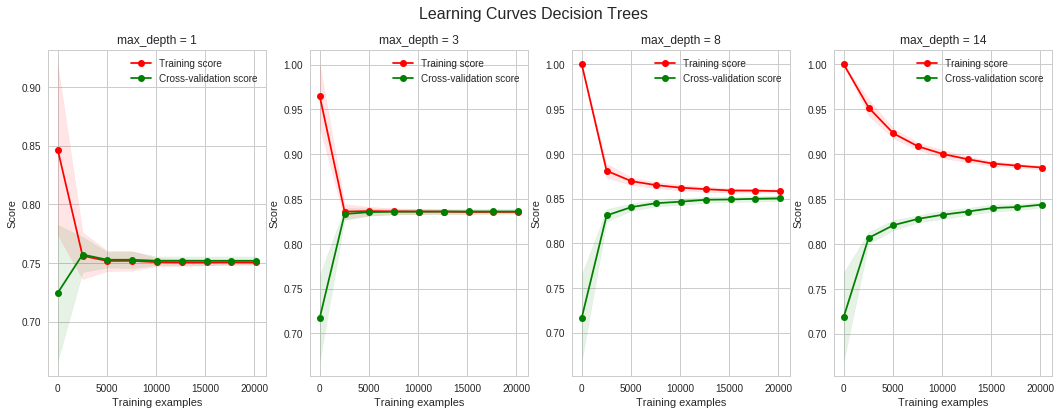 Learning Curves Decision Trees
max_depth = 1
Training score
Cross-validation score
0.90
0.85
0.80
0.75
0.70
Score
0 5000 10000 15000 20000
Training examples
max_depth = 3
Training score
Cross-validation score
1.00
0.95
0.90
0.85
0.80
0.75
0.70
Score
0 5000 10000 15000 20000
Training examples
max_depth = 8
Training score
Cross-validation score
1.00
0.95
0.90
0.85
0.80
0.75
0.70
Score
0 5000 10000 15000 20000
Training examples
max_depth = 14
Training score
Cross-validation score
1.00
0.95
0.90
0.85
0.80
0.75
0.70
Score
0 5000 10000 15000 20000
Training examples